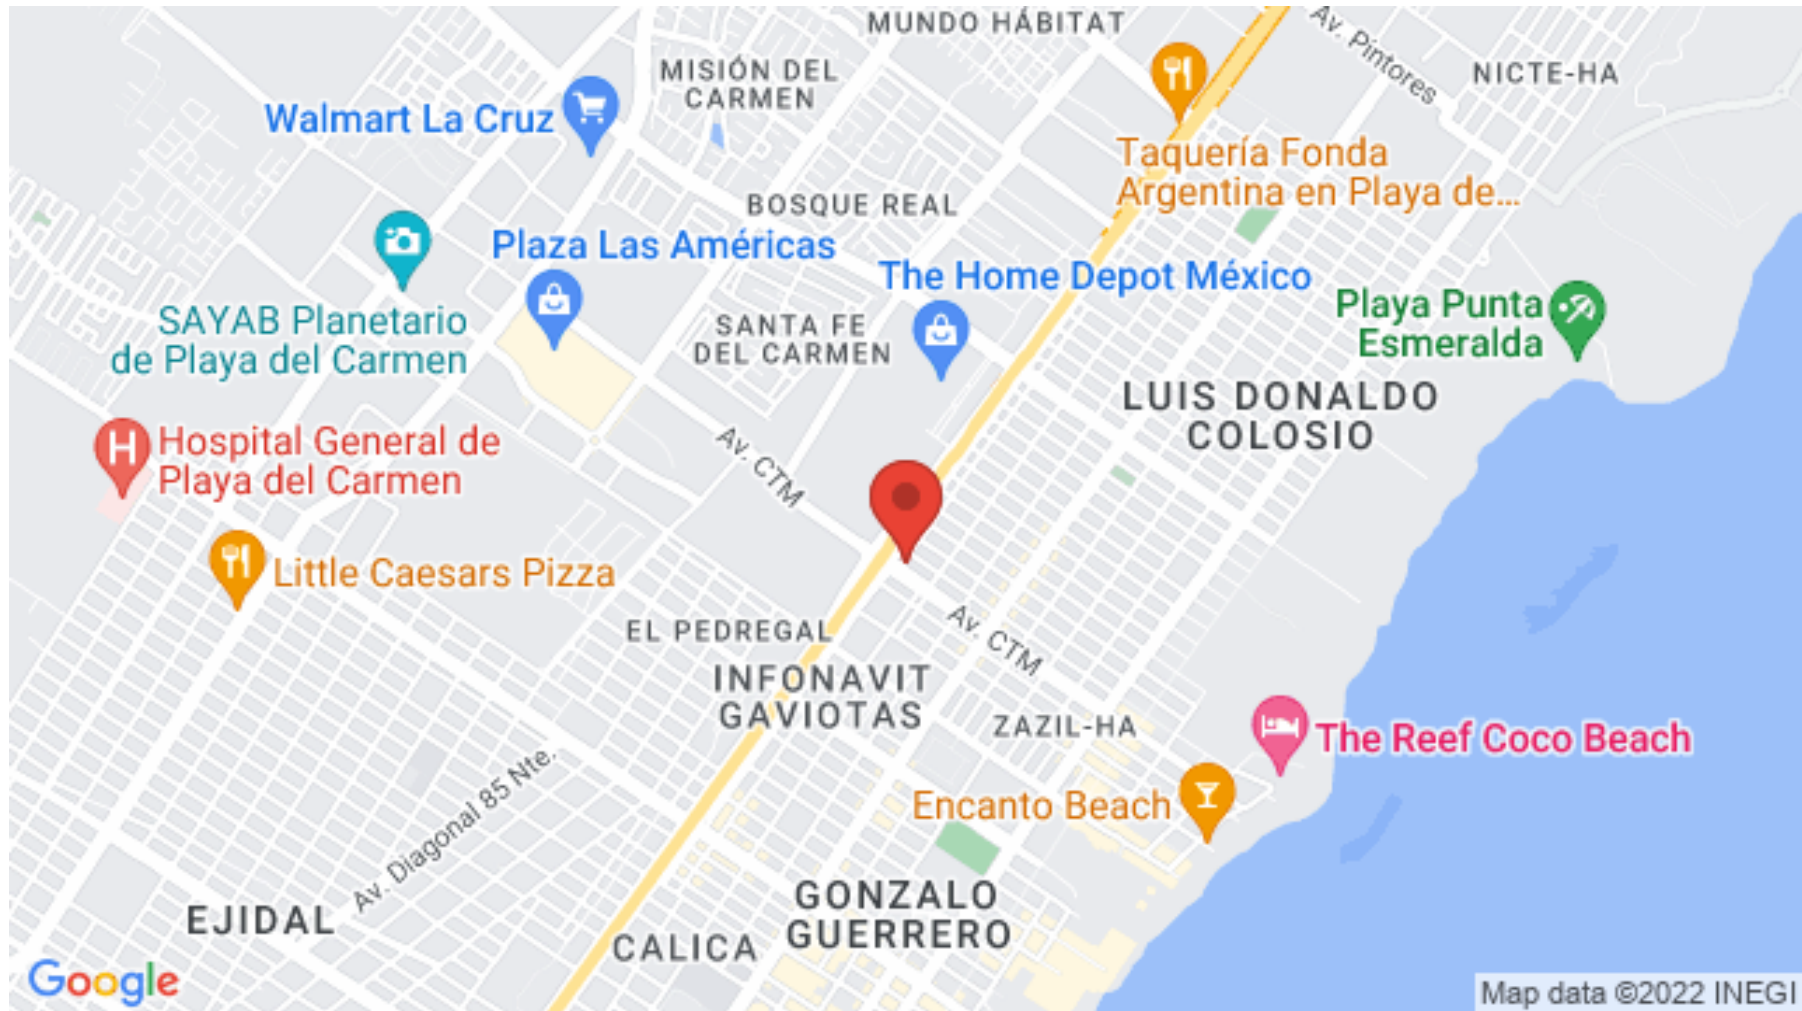 MUNDO HÁBITAT
Av. Pintores
NICTE-HA
MISIÓN DEL
CARMEN
Walmart La Cruz
Taquería Fonda
Argentina en Playa de...
BOSQUE REAL
Plaza Las Américas
The Home Depot México
SAYAB Planetario
de Playa del Carmen
SANTA FE
DEL CARMEN
Playa Punta
Esmeralda
LUIS DONALDO
COLOSIO
H
Hospital General de
Playa del Carmen
Av. CTM
Little Caesars Pizza
EL PEDREGAL
Av. CTM
INFONAVIT
GAVIOTAS
ZAZIL-HA
The Reef Coco Beach
Encanto Beach
Av. Diagonal 85 Nte.
EJIDAL
GONZALO
GUERRERO
CALICA
Google
Map data ©2022 INEGI